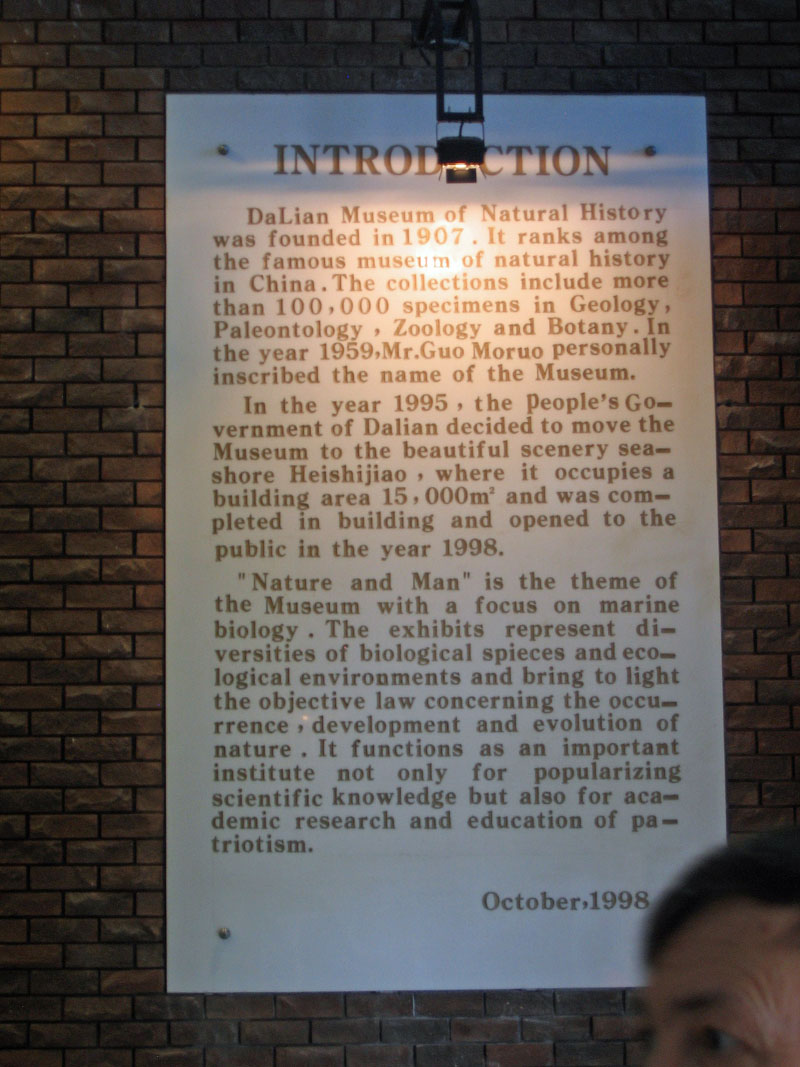 INTRODUCTION
DaLian Museum of Natural History
was founded in 1907. It ranks among
the famous museum of natural history
in China. The collections include more
than 100,000 specimens in Geology,
Paleontology, Zoology and Botany. In
the year 1959,Mr.Guo Moruo personally
inscribed the name of the Museum.
In the year 1995, the People's Go-
vernment of Dalian decided to move the
Museum to the beautiful scenery sea-
shore Heishijiao, where it occupies a
building area 15,000m² and was com-
pleted in building and opened to the
public in the year 1998.
"Nature and Man" is the theme of
the Museum with a focus on marine
biology. The exhibits represent di-
versities of biological spieces and eco-
logical environments and bring to light
the objective law concerning the occu-
rrence, development and evolution of
nature. It functions as an important
institute not only for popularizing
scientific knowledge but also for aca-
demic research and education of pa-
triotism.
October,1998